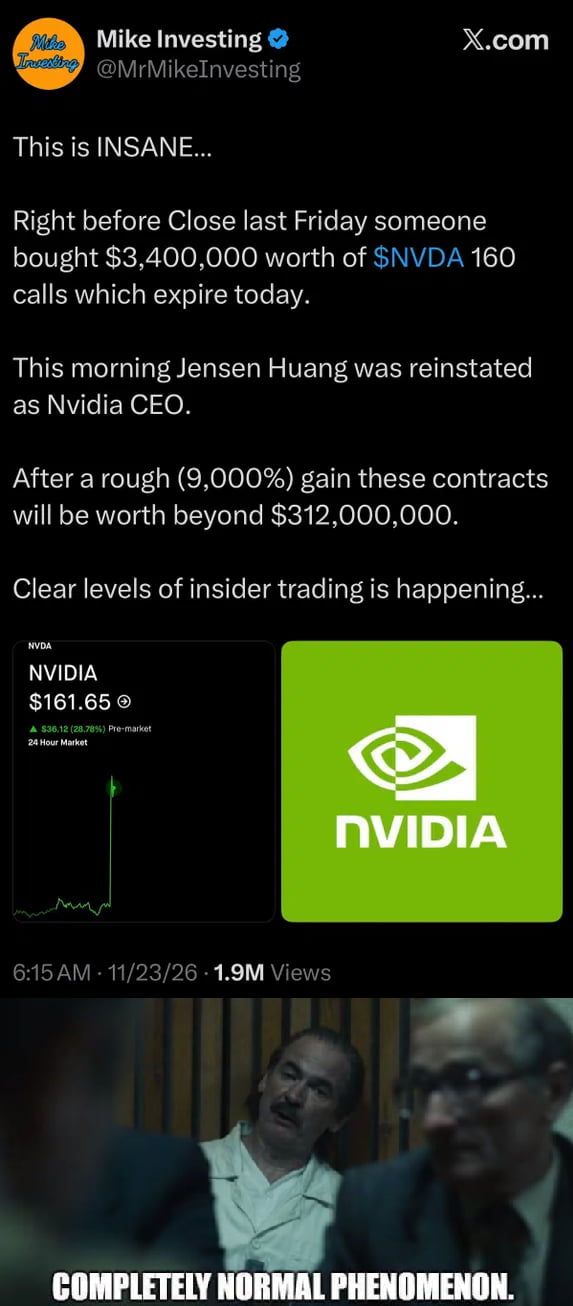 Mike Investing
Mike Investing
@MrMikeInvesting
X.com
This is INSANE...
Right before Close last Friday someone
bought $3,400,000 worth of $NVDA 160
calls which expire today.
This morning Jensen Huang was reinstated
as Nvidia CEO.
After a rough (9,000%) gain these contracts
will be worth beyond $312,000,000.
Clear levels of insider trading is happening...
NVDA
NVIDIA
$161.65
▲ $36.12 (28.78%) Pre-market
24 Hour Market
nVIDIA
6:15 AM · 11/23/26 · 1.9M Views
COMPLETELY NORMAL PHENOMENON.